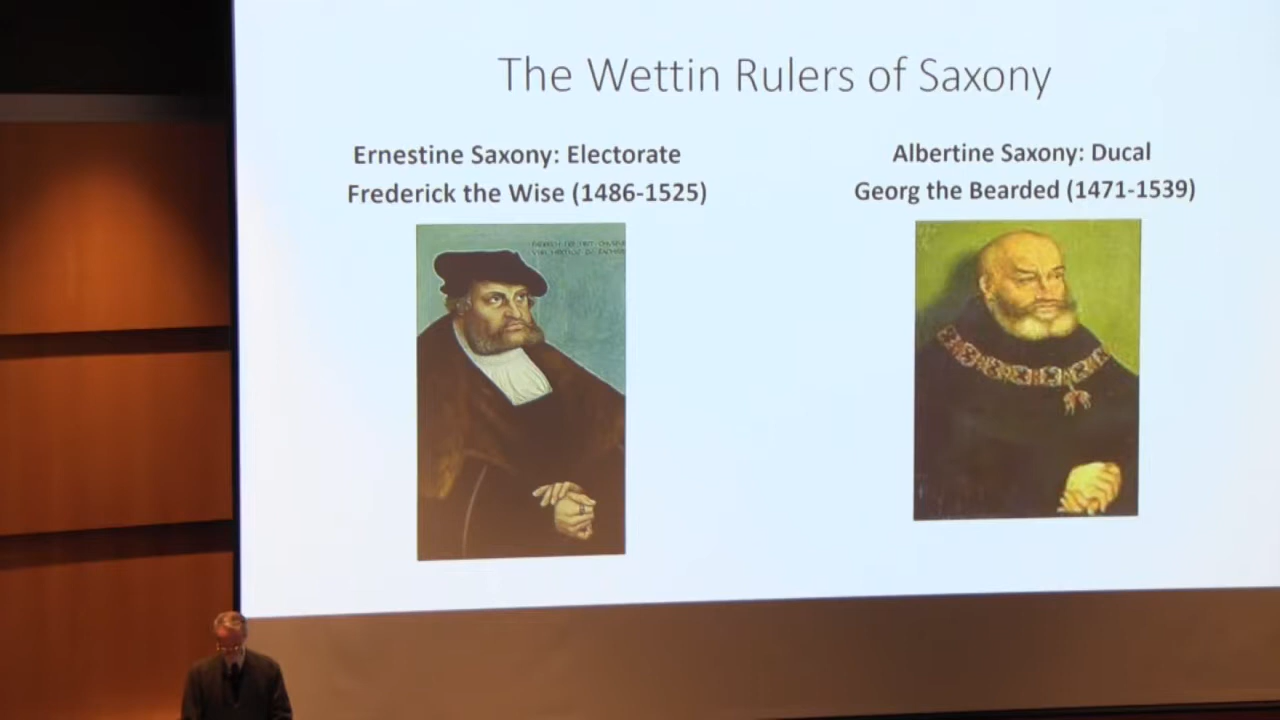 The Wettin Rulers of Saxony
Ernestine Saxony: Electorate
Frederick the Wise (1486-1525)
Albertine Saxony: Ducal
Georg the Bearded (1471-1539)